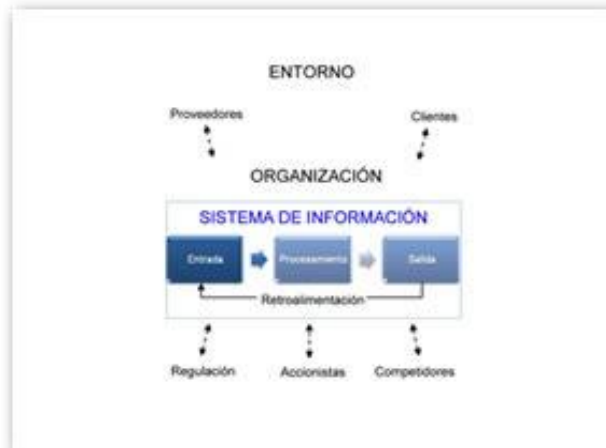 ENTORNO
Proveedores Clientes
ORGANIZACIÓN
SISTEMA DE INFORMACIÓN
Entrada Procesamiento Salida
Retroalimentación
Regulación Accionistas Competidores